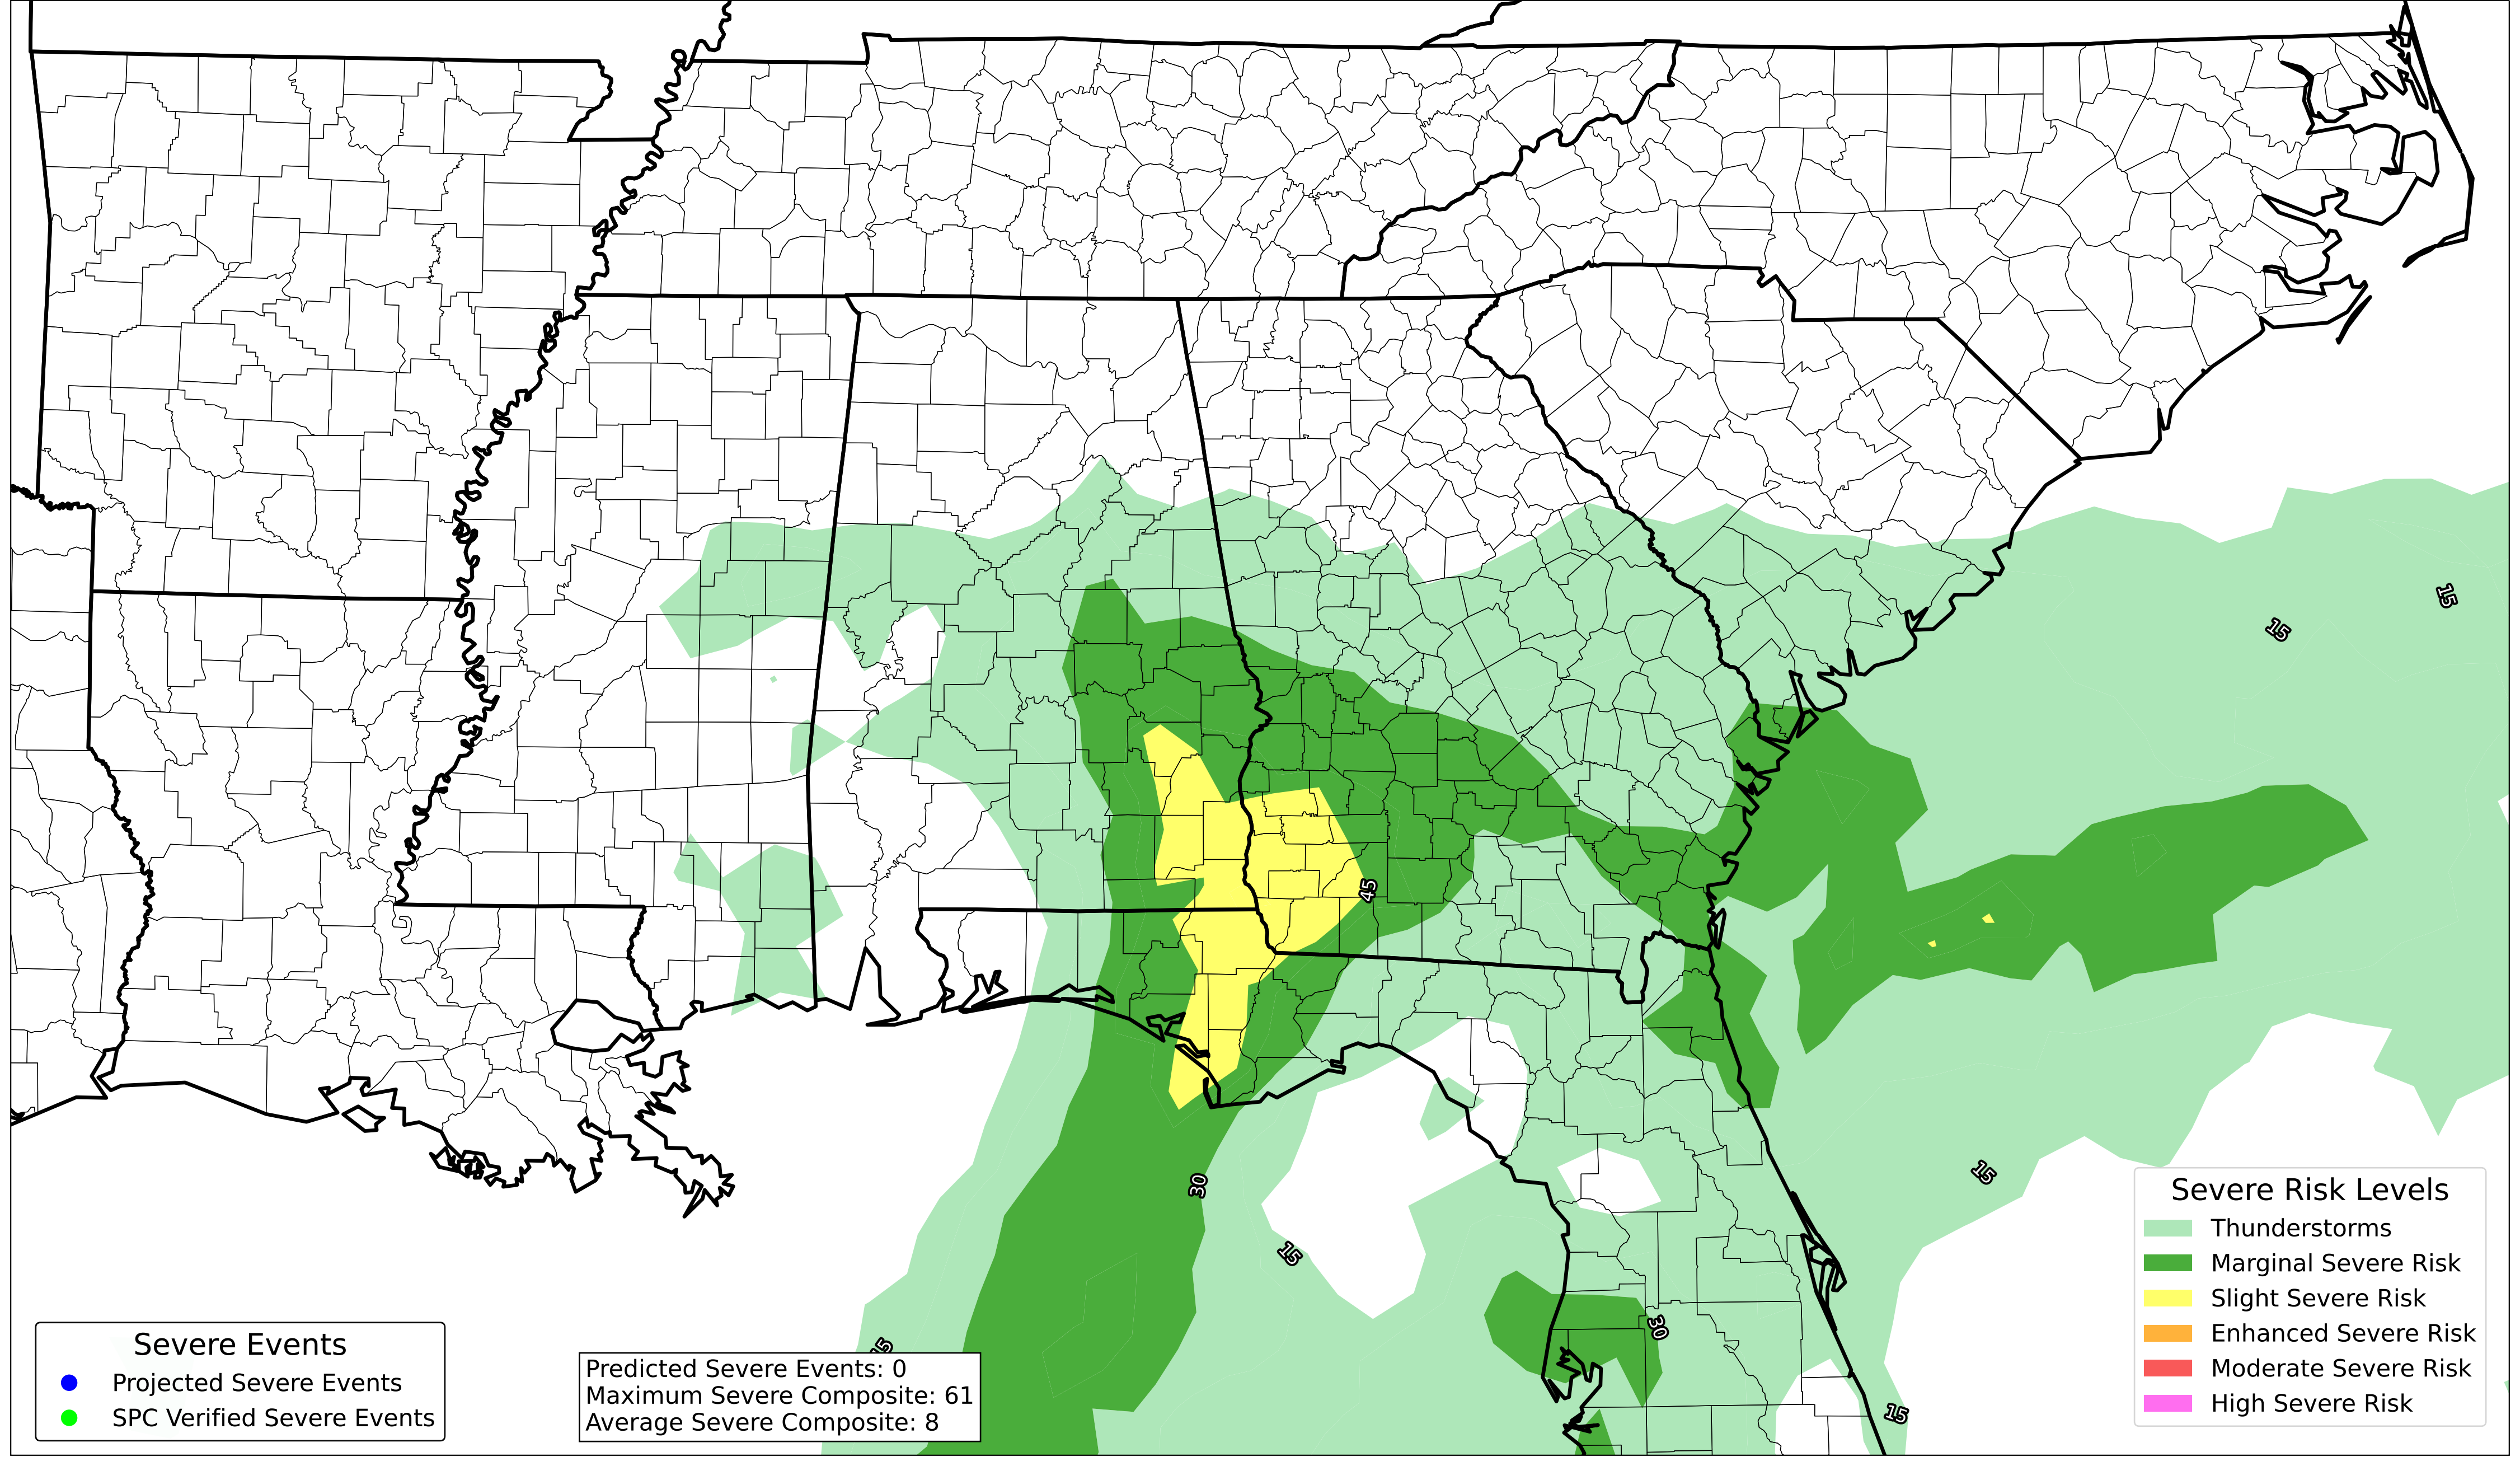 15
15
45
30
15
15
30
15
15
Severe Risk Levels
Thunderstorms
Marginal Severe Risk
Slight Severe Risk
Enhanced Severe Risk
Moderate Severe Risk
High Severe Risk
Severe Events
Projected Severe Events
SPC Verified Severe Events
Predicted Severe Events: 0
Maximum Severe Composite: 61
Average Severe Composite: 8